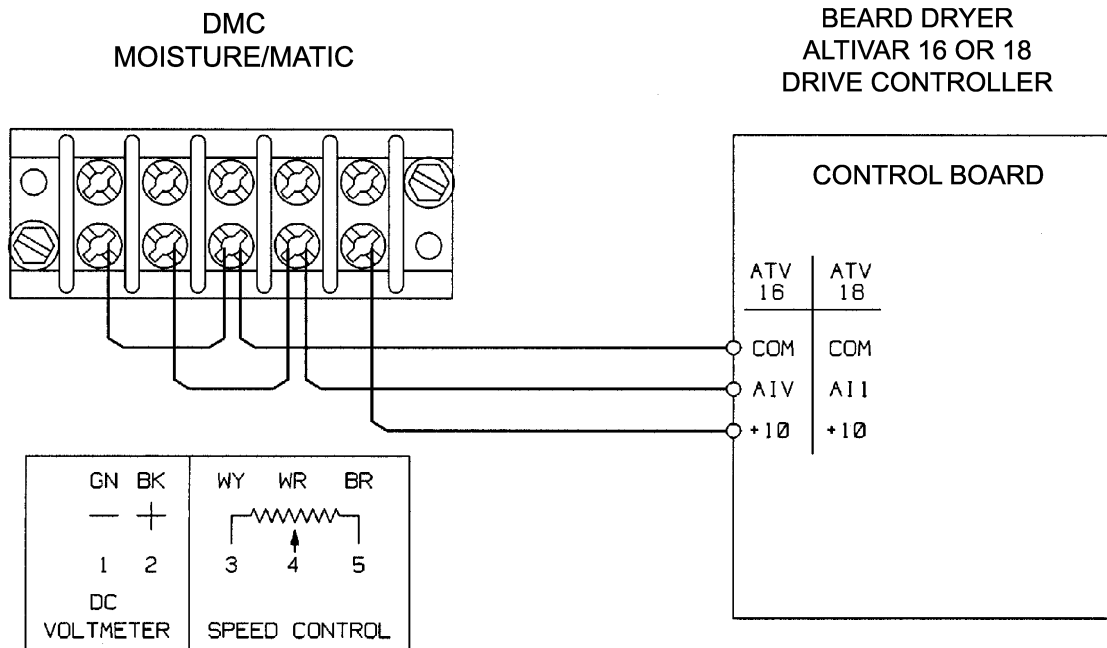 DMC
MOISTURE/MATIC
BEARD DRYER
ALTIVAR 16 OR 18
DRIVE CONTROLLER
CONTROL BOARD
ATV 16 ATV 18
COM COM
AIV AI1
+10 +10
GN BK WY WR BR
— +
1 2 3 4 5
DC
VOLTMETER SPEED CONTROL